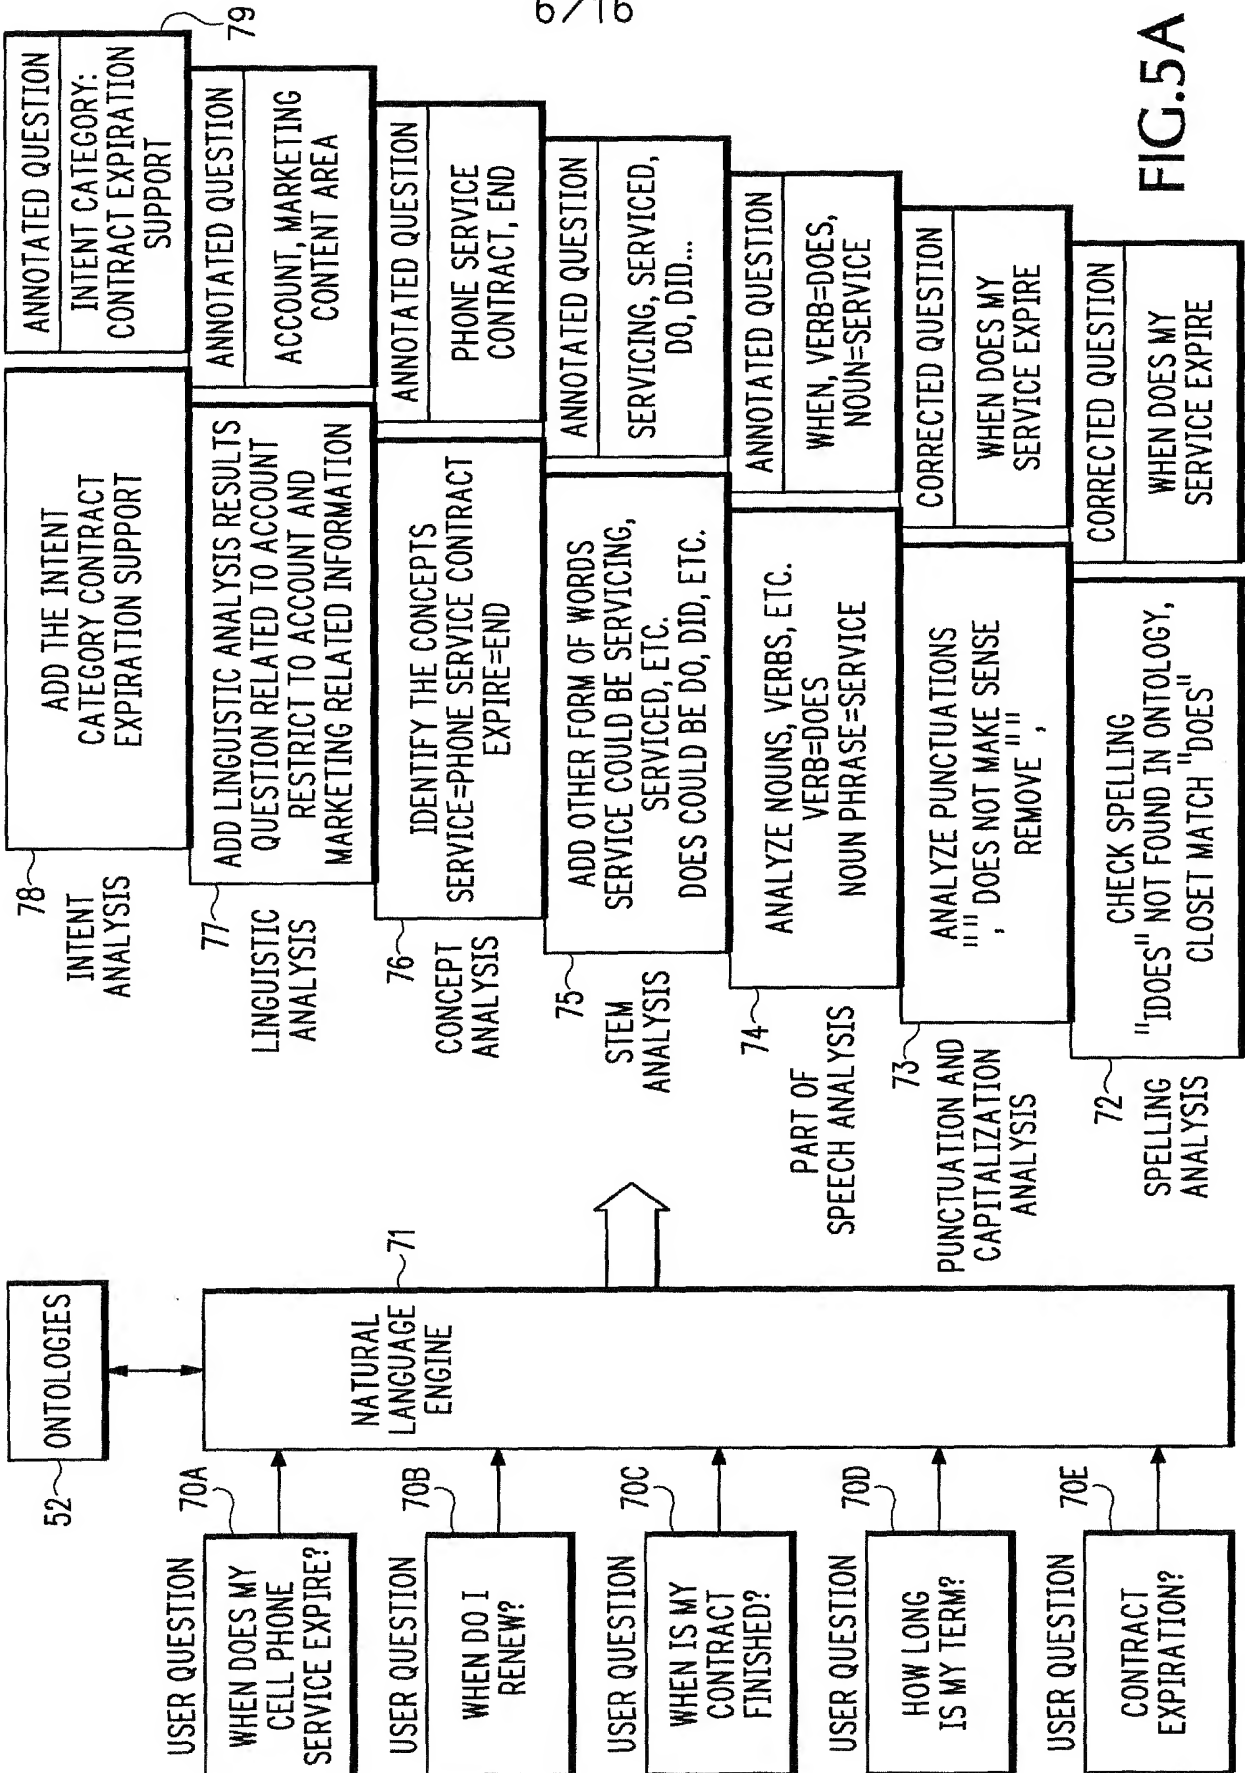 6/16
52
ONTOLOGIES
71
NATURAL
LANGUAGE
ENGINE
USER QUESTION
70A
WHEN DOES MY
CELL PHONE
SERVICE EXPIRE?
USER QUESTION
70B
WHEN DO I
RENEW?
USER QUESTION
70C
WHEN IS MY
CONTRACT
FINISHED?
USER QUESTION
70D
HOW LONG
IS MY TERM?
USER QUESTION
70E
CONTRACT
EXPIRATION?
78
INTENT
ANALYSIS
ADD THE INTENT
CATEGORY CONTRACT
EXPIRATION SUPPORT
ANNOTATED QUESTION
INTENT CATEGORY:
CONTRACT EXPIRATION
SUPPORT
79
77
LINGUISTIC
ANALYSIS
ADD LINGUISTIC ANALYSIS RESULTS
QUESTION RELATED TO ACCOUNT
RESTRICT TO ACCOUNT AND
MARKETING RELATED INFORMATION
ANNOTATED QUESTION
ACCOUNT, MARKETING
CONTENT AREA
76
CONCEPT
ANALYSIS
IDENTIFY THE CONCEPTS
SERVICE=PHONE SERVICE CONTRACT
EXPIRE=END
ANNOTATED QUESTION
PHONE SERVICE
CONTRACT, END
75
STEM
ANALYSIS
ADD OTHER FORM OF WORDS
SERVICE COULD BE SERVICING,
SERVICED, ETC.
DOES COULD BE DO, DID, ETC.
ANNOTATED QUESTION
SERVICING, SERVICED,
DO, DID...
74
PART OF
SPEECH ANALYSIS
ANALYZE NOUNS, VERBS, ETC.
VERB=DOES
NOUN PHRASE=SERVICE
ANNOTATED QUESTION
WHEN, VERB=DOES,
NOUN=SERVICE
73
PUNCTUATION AND
CAPITALIZATION
ANALYSIS
ANALYZE PUNCTUATIONS
"," DOES NOT MAKE SENSE
REMOVE ","
CORRECTED QUESTION
WHEN DOES MY
SERVICE EXPIRE
72
SPELLING
ANALYSIS
CHECK SPELLING
"IDOES" NOT FOUND IN ONTOLOGY,
CLOSET MATCH "DOES"
CORRECTED QUESTION
WHEN DOES MY
SERVICE EXPIRE
FIG.5A